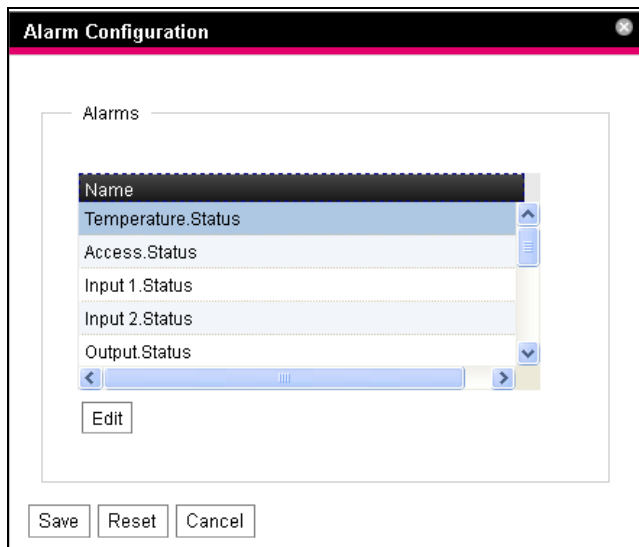 Alarm Configuration
Alarms
Name
Temperature.Status
Access.Status
Input 1.Status
Input 2.Status
Output.Status
Edit
Save Reset Cancel